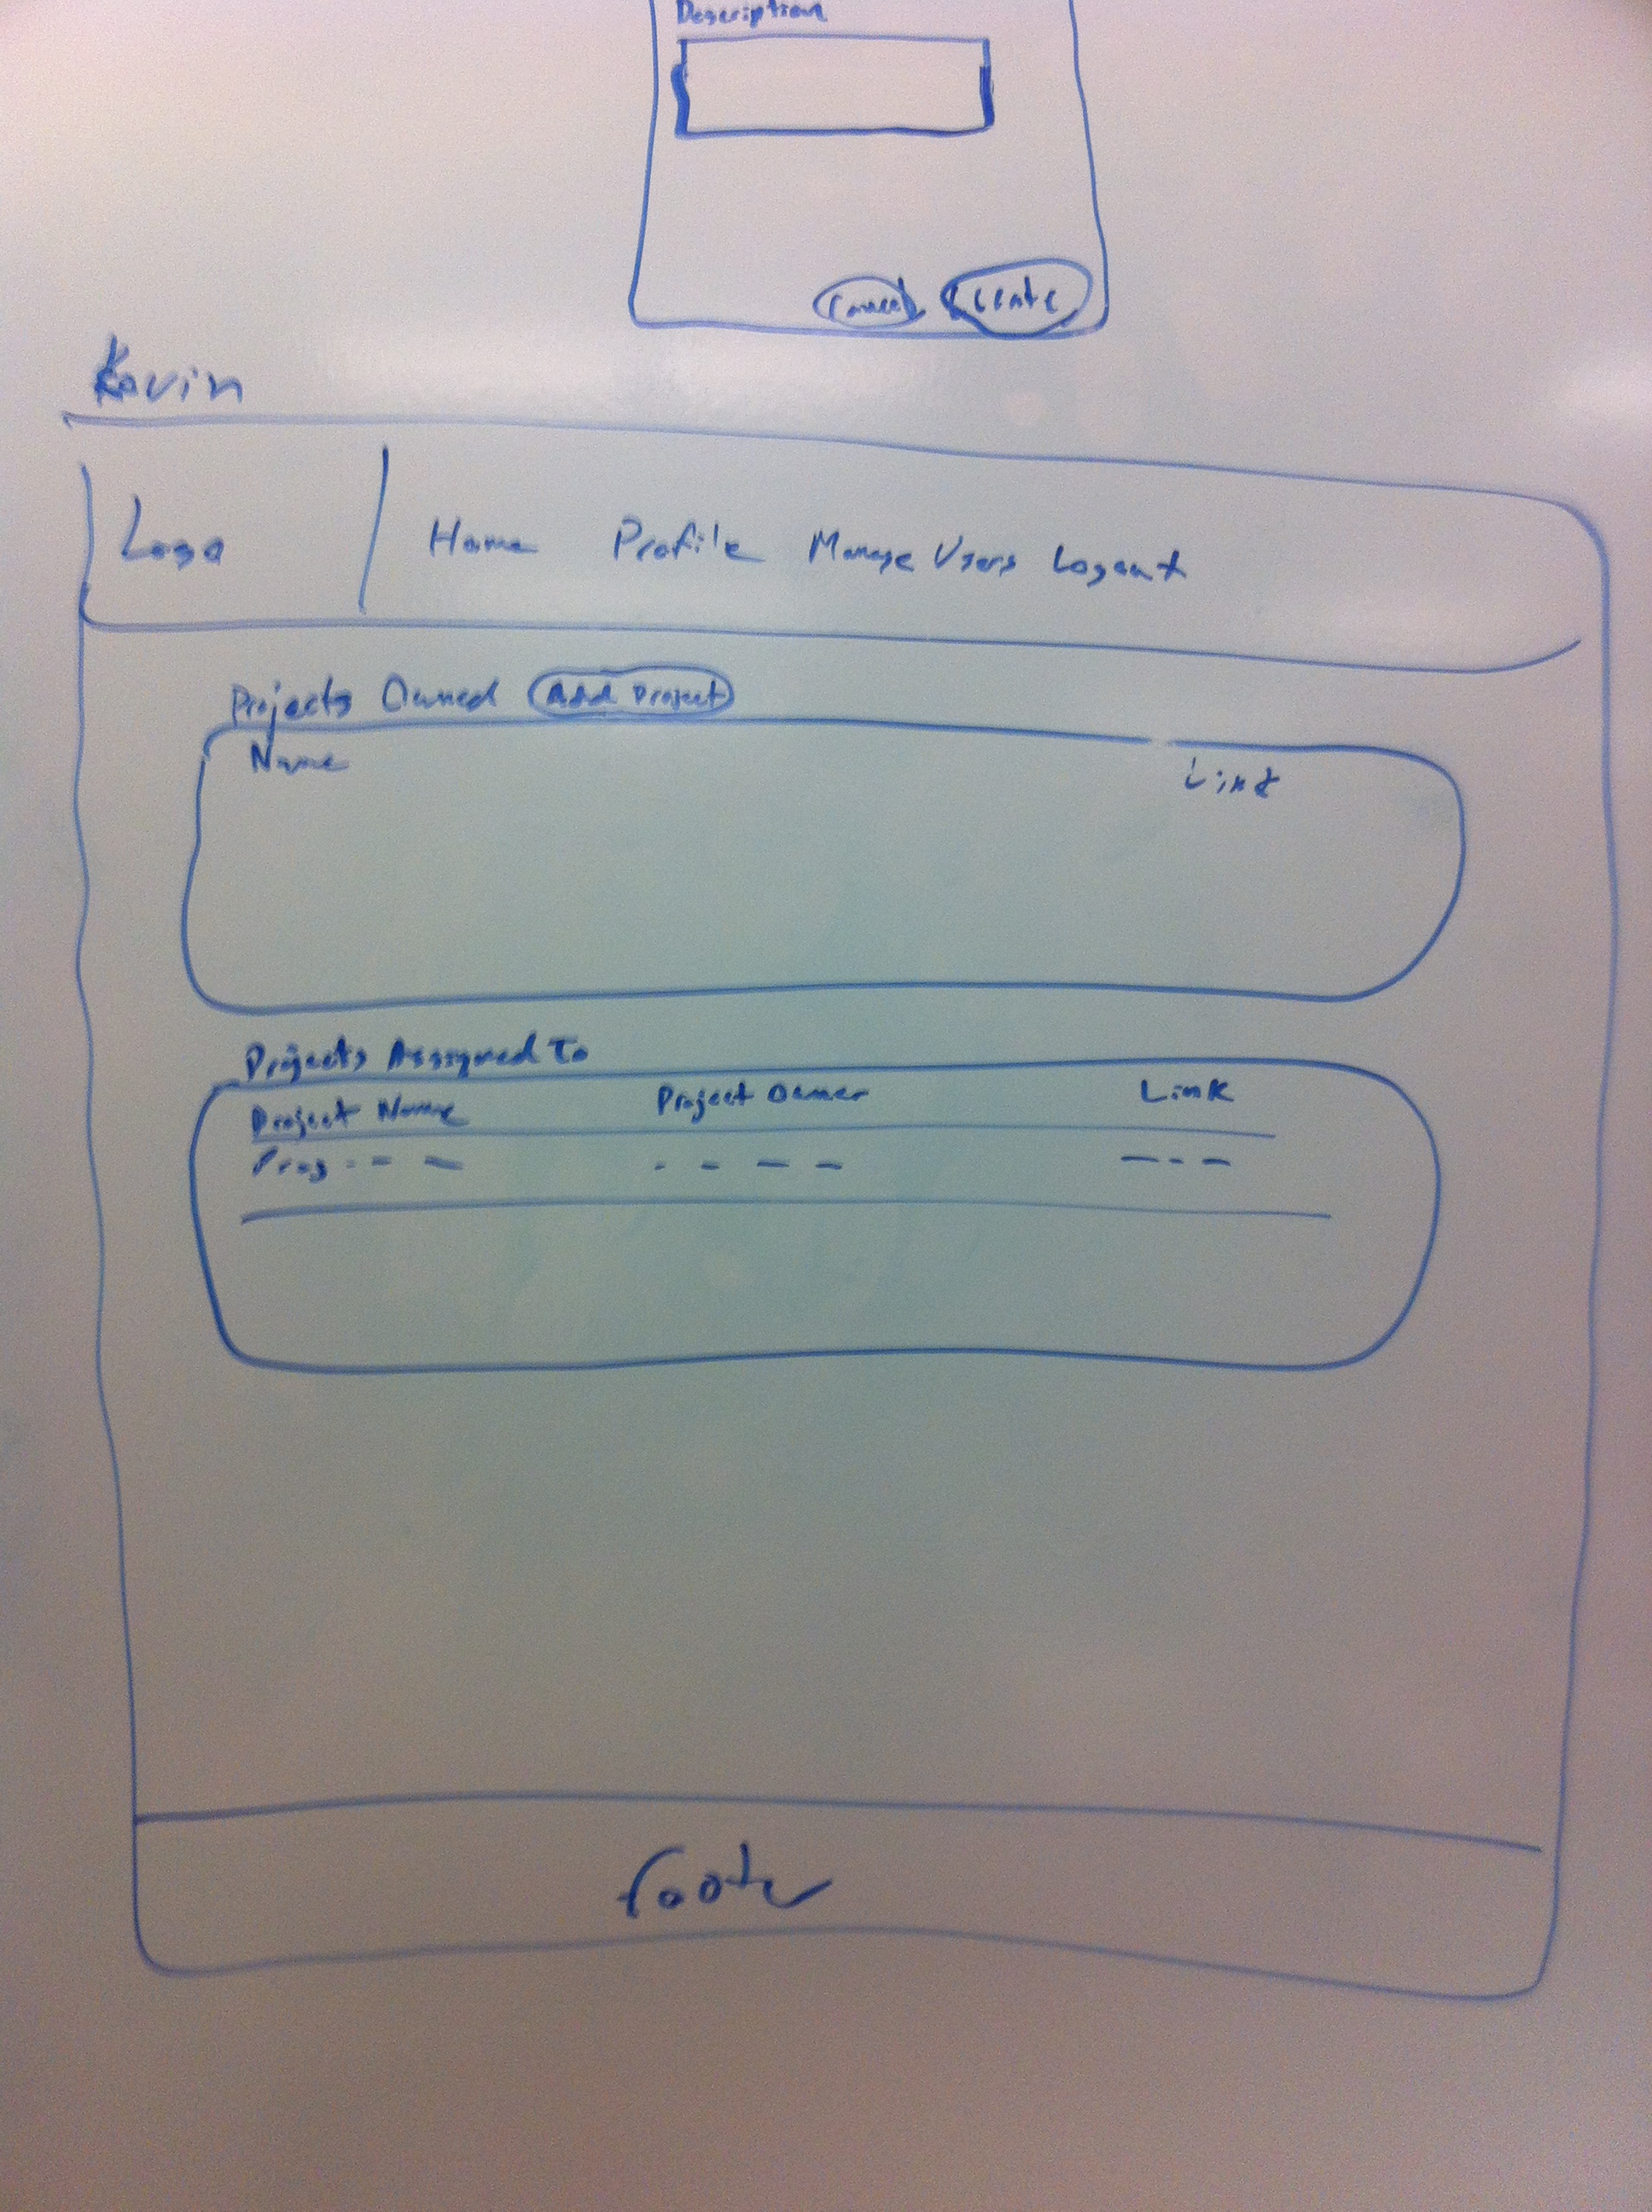 Description
Cancel Create
Kevin
Logo Home Profile Manage Users Logout
Projects Owned Add Project
Name Link
Projects Assigned To
Project Name Project Owner Link
Proj - - - - - - - - - -
footer